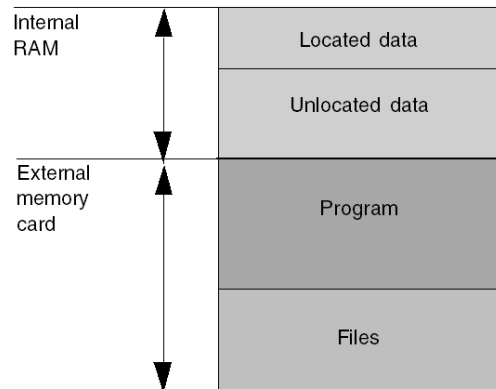 Internal
RAM
Located data
Unlocated data
External
memory
card
Program
Files